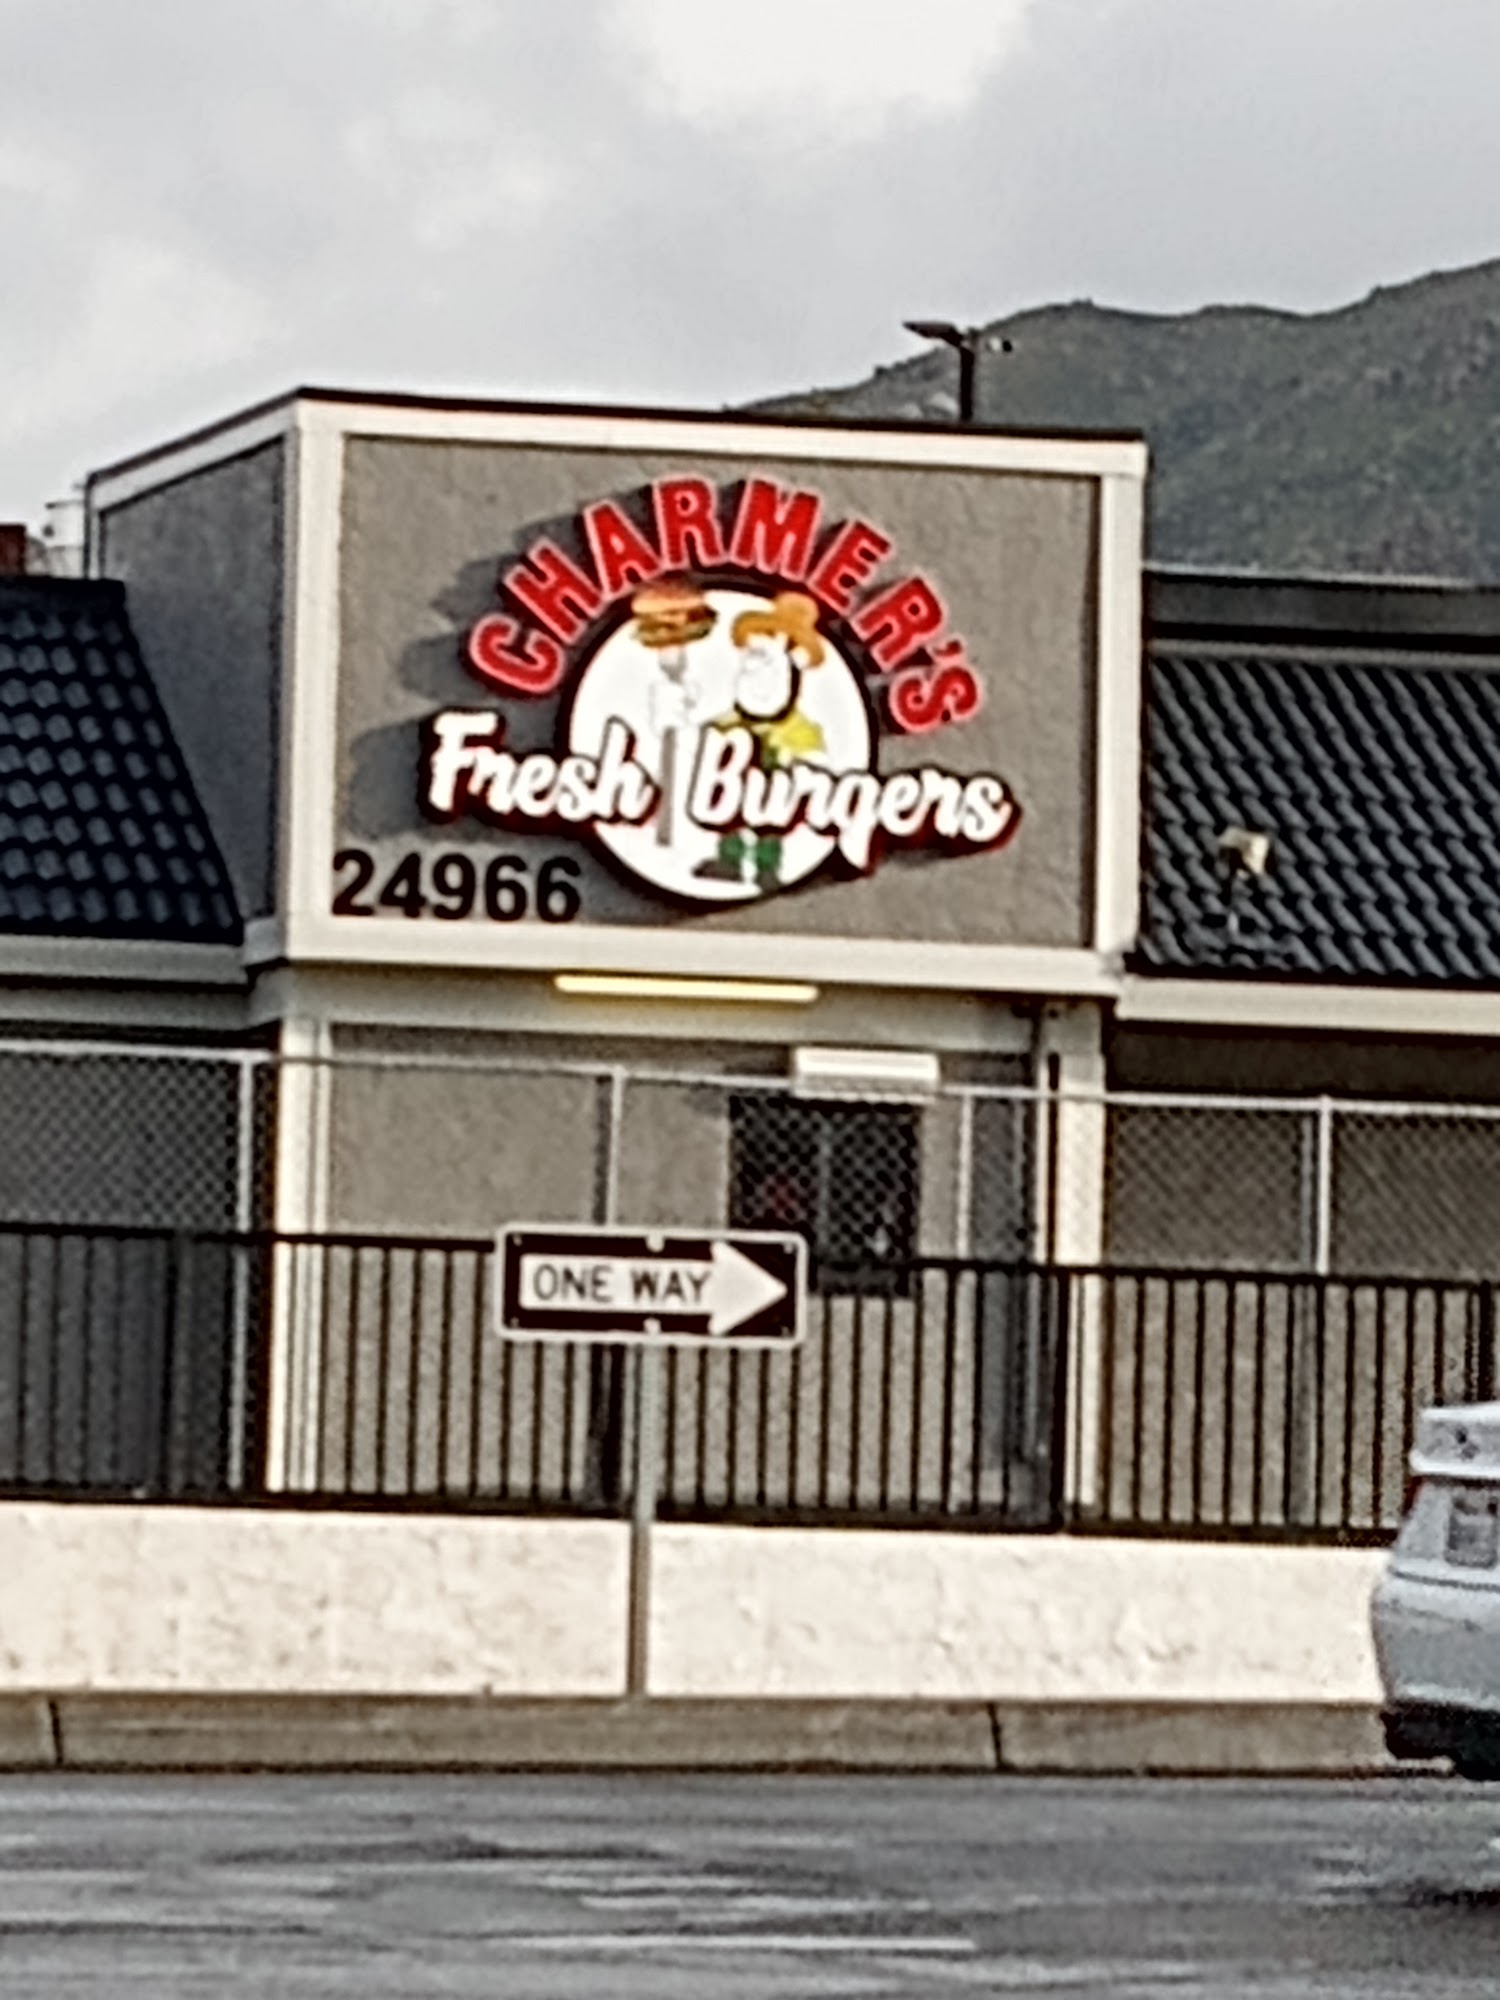 CHARMER'S
Fresh Burgers
24966
ONE WAY